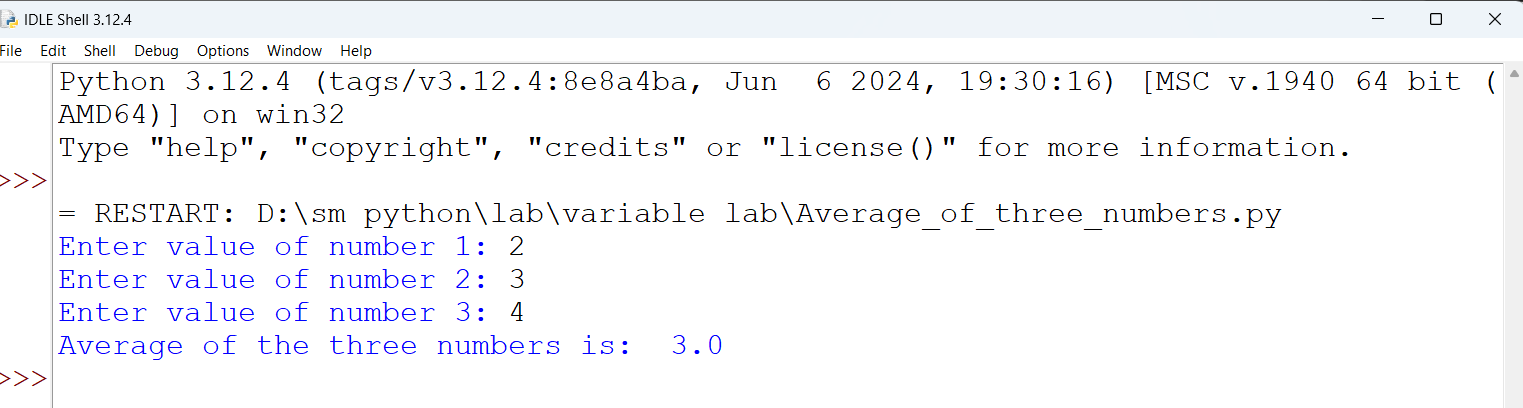 IDLE Shell 3.12.4
File Edit Shell Debug Options Window Help
Python 3.12.4 (tags/v3.12.4:8e8a4ba, Jun  6 2024, 19:30:16) [MSC v.1940 64 bit (
AMD64)] on win32
Type "help", "copyright", "credits" or "license()" for more information.
>>>
= RESTART: D:\sm python\lab\variable lab\Average_of_three_numbers.py
Enter value of number 1: 2
Enter value of number 2: 3
Enter value of number 3: 4
Average of the three numbers is:  3.0
>>>